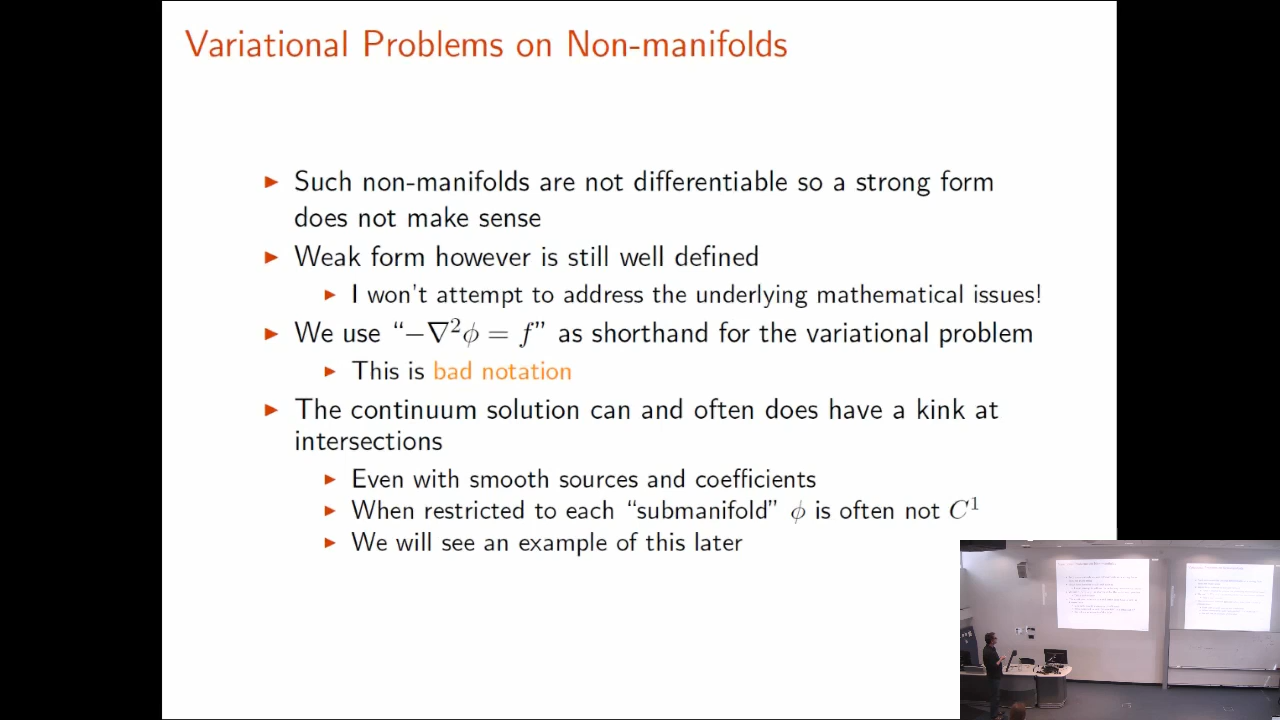 Variational Problems on Non-manifolds
► Such non-manifolds are not differentiable so a strong form
does not make sense
► Weak form however is still well defined
► I won't attempt to address the underlying mathematical issues!
► We use “−∇²ϕ = f” as shorthand for the variational problem
► This is bad notation
► The continuum solution can and often does have a kink at
intersections
► Even with smooth sources and coefficients
► When restricted to each “submanifold” ϕ is often not C¹
► We will see an example of this later